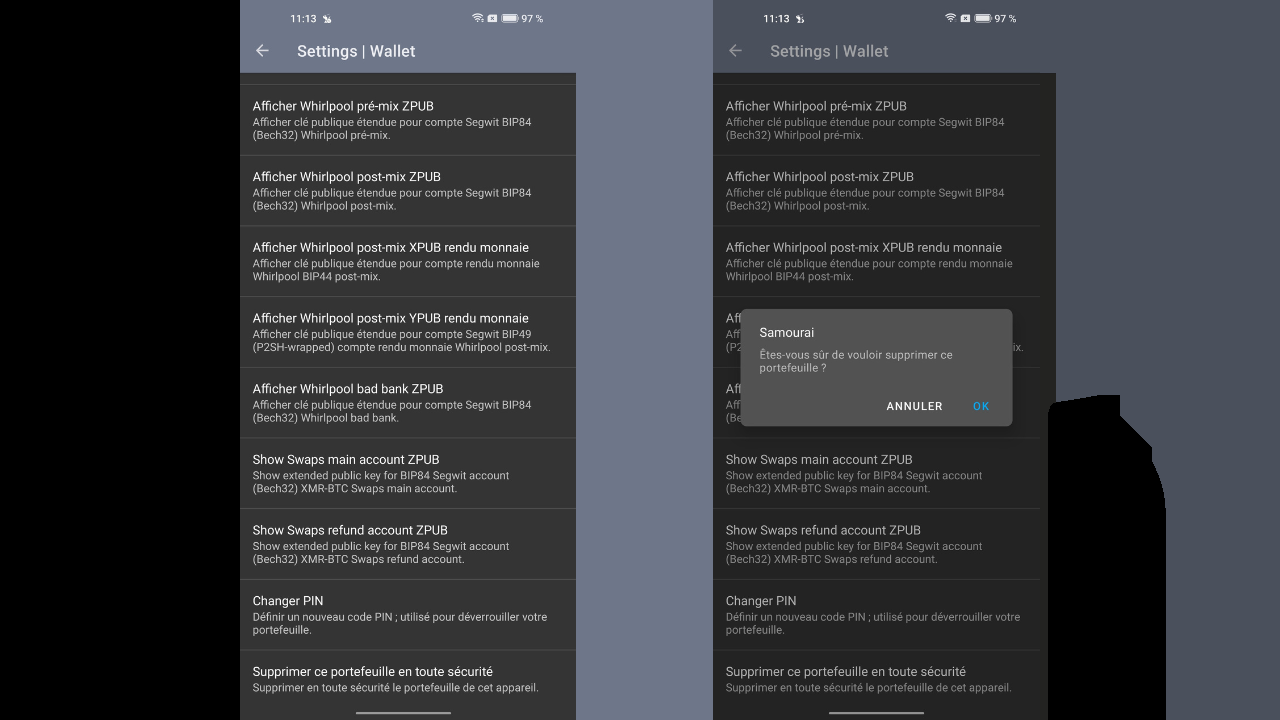 11:13
97 %
Settings | Wallet
Afficher Whirlpool pré-mix ZPUB
Afficher clé publique étendue pour compte Segwit BIP84
(Bech32) Whirlpool pré-mix.
Afficher Whirlpool post-mix ZPUB
Afficher clé publique étendue pour compte Segwit BIP84
(Bech32) Whirlpool post-mix.
Afficher Whirlpool post-mix XPUB rendu monnaie
Afficher clé publique étendue pour compte rendu monnaie
Whirlpool BIP44 post-mix.
Afficher Whirlpool post-mix YPUB rendu monnaie
Afficher clé publique étendue pour compte Segwit BIP49
(P2SH-wrapped) compte rendu monnaie Whirlpool post-mix.
Afficher Whirlpool bad bank ZPUB
Afficher clé publique étendue pour compte Segwit BIP84
(Bech32) Whirlpool bad bank.
Show Swaps main account ZPUB
Show extended public key for BIP84 Segwit account
(Bech32) XMR-BTC Swaps main account.
Show Swaps refund account ZPUB
Show extended public key for BIP84 Segwit account
(Bech32) XMR-BTC Swaps refund account.
Changer PIN
Définir un nouveau code PIN ; utilisé pour déverrouiller votre
portefeuille.
Supprimer ce portefeuille en toute sécurité
Supprimer en toute sécurité le portefeuille de cet appareil.
11:13
97 %
Settings | Wallet
Afficher Whirlpool pré-mix ZPUB
Afficher clé publique étendue pour compte Segwit BIP84
(Bech32) Whirlpool pré-mix.
Afficher Whirlpool post-mix ZPUB
Afficher clé publique étendue pour compte Segwit BIP84
(Bech32) Whirlpool post-mix.
Afficher Whirlpool post-mix XPUB rendu monnaie
Afficher clé publique étendue pour compte rendu monnaie
Whirlpool BIP44 post-mix.
Samourai
Êtes-vous sûr de vouloir supprimer ce
portefeuille ?
ANNULER OK
Show Swaps main account ZPUB
Show extended public key for BIP84 Segwit account
(Bech32) XMR-BTC Swaps main account.
Show Swaps refund account ZPUB
Show extended public key for BIP84 Segwit account
(Bech32) XMR-BTC Swaps refund account.
Changer PIN
Définir un nouveau code PIN ; utilisé pour déverrouiller votre
portefeuille.
Supprimer ce portefeuille en toute sécurité
Supprimer en toute sécurité le portefeuille de cet appareil.